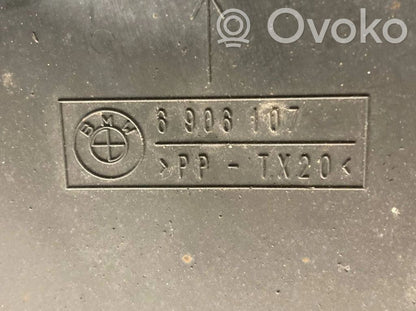 Ovoko
BMW
6 906 107
>PP - TX20<